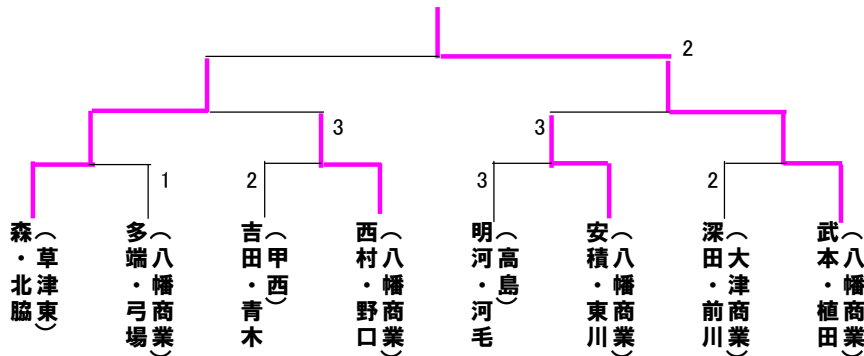 2
3
3
1
2
3
2
森・北脇
(草津東)
多端・弓場
(八幡商業)
吉田・青木
(甲西)
西村・野口
(八幡商業)
明河・河毛
(高島)
安積・東川
(八幡商業)
深田・前川
(大津商業)
武本・植田
(八幡商業)